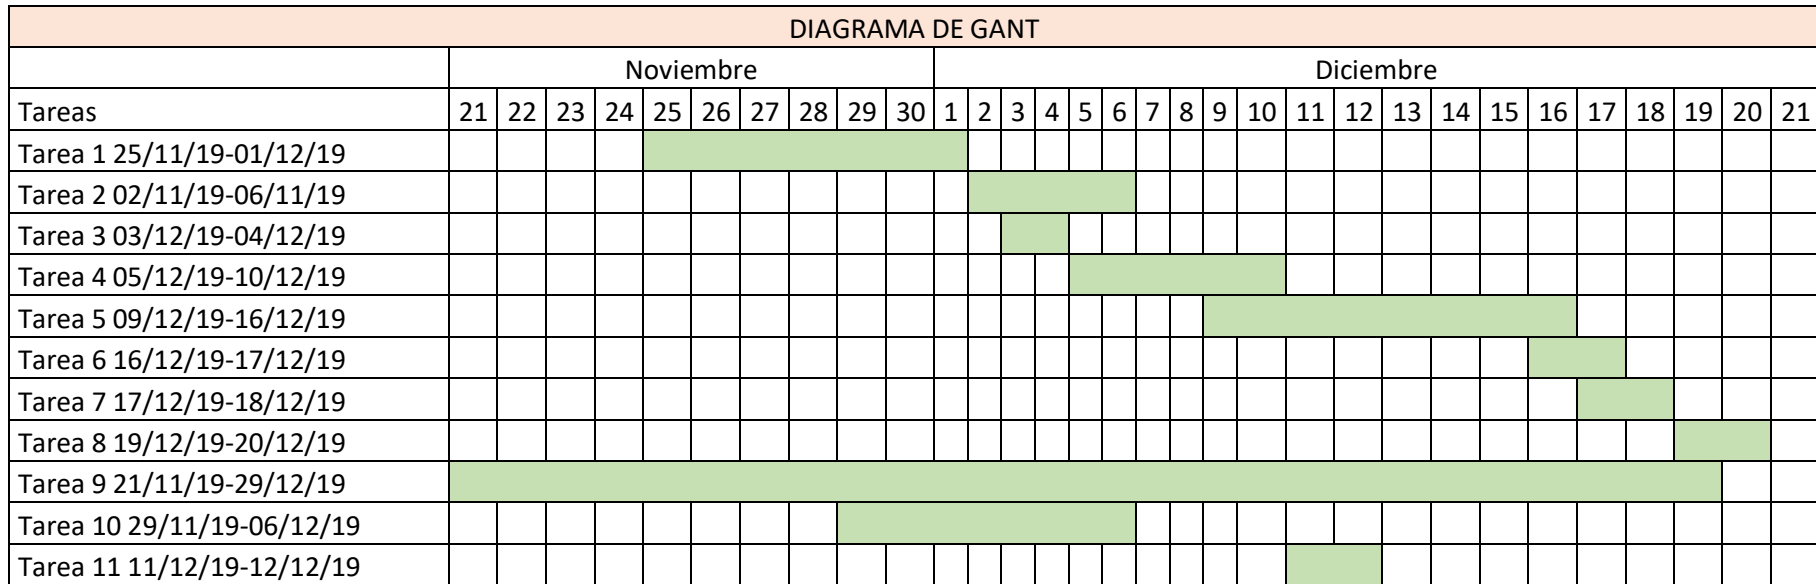 DIAGRAMA DE GANT
Noviembre Diciembre
Tareas 21 22 23 24 25 26 27 28 29 30 1 2 3 4 5 6 7 8 9 10 11 12 13 14 15 16 17 18 19 20 21
Tarea 1 25/11/19-01/12/19
Tarea 2 02/11/19-06/11/19
Tarea 3 03/12/19-04/12/19
Tarea 4 05/12/19-10/12/19
Tarea 5 09/12/19-16/12/19
Tarea 6 16/12/19-17/12/19
Tarea 7 17/12/19-18/12/19
Tarea 8 19/12/19-20/12/19
Tarea 9 21/11/19-29/12/19
Tarea 10 29/11/19-06/12/19
Tarea 11 11/12/19-12/12/19